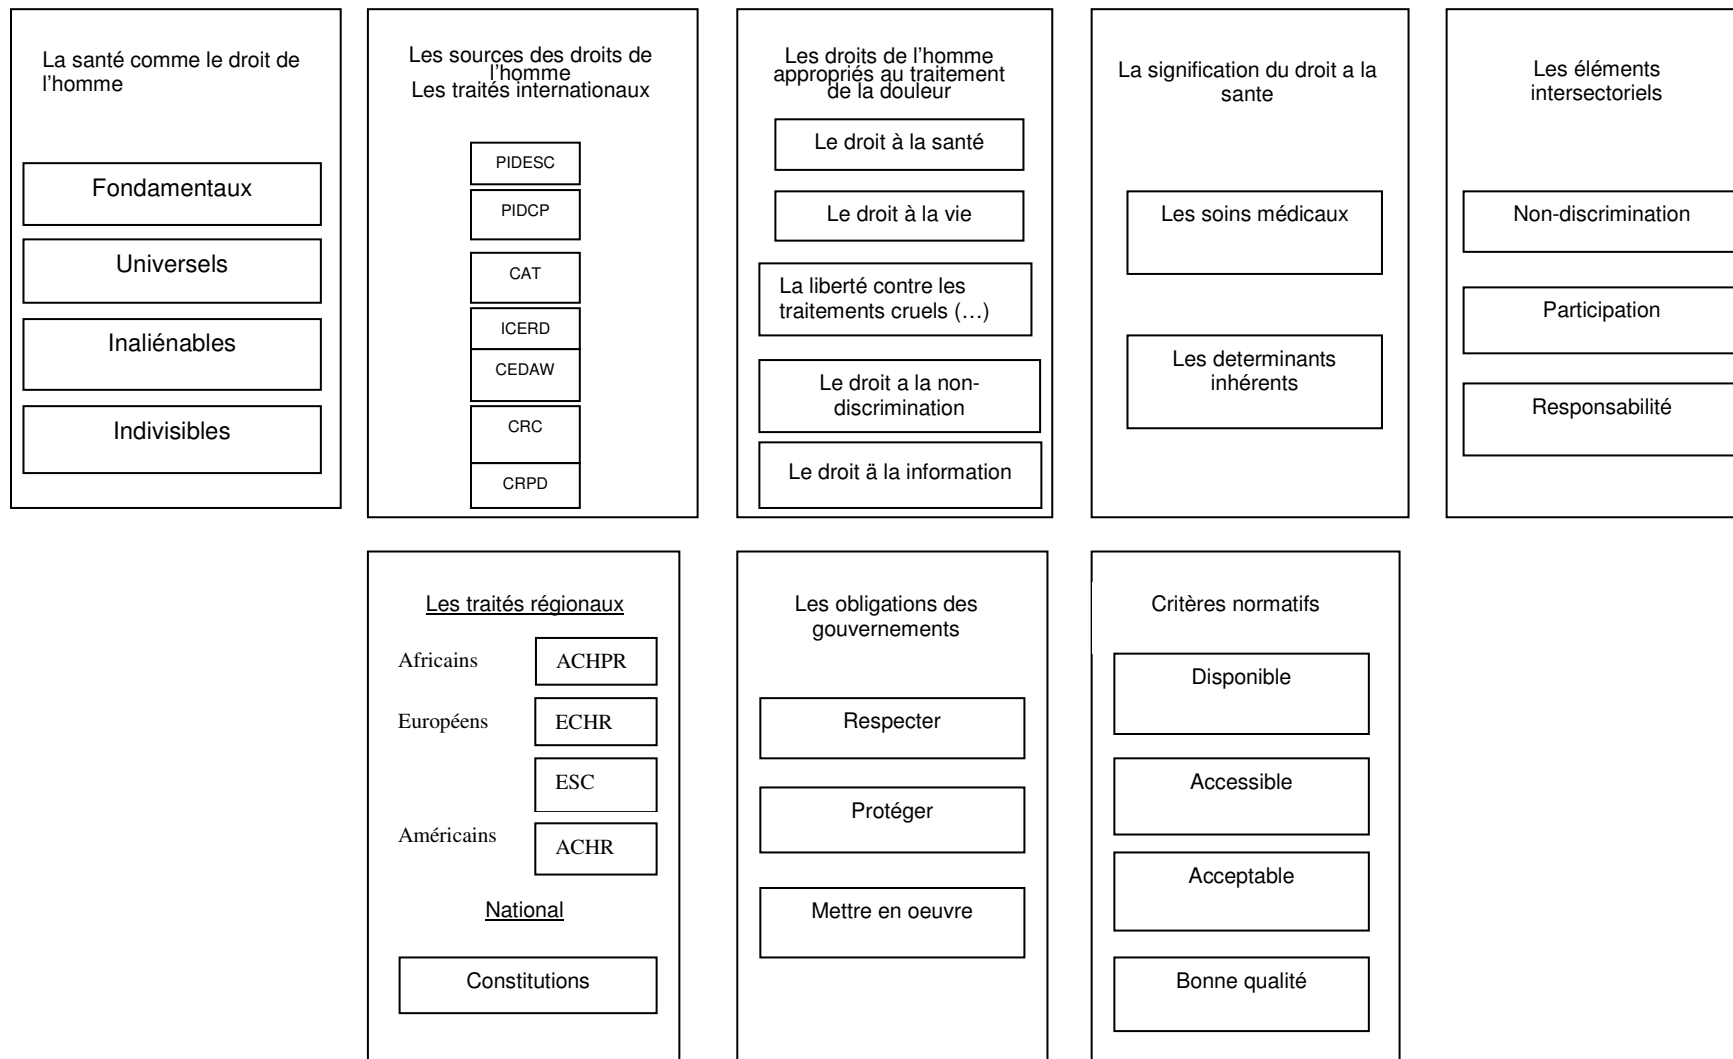 La santé comme le droit de
l'homme
Fondamentaux
Universels
Inaliénables
Indivisibles
Les sources des droits de
l'homme
Les traités internationaux
PIDESC
PIDCP
CAT
ICERD
CEDAW
CRC
CRPD
Les droits de l'homme
appropriés au traitement
de la douleur
Le droit à la santé
Le droit à la vie
La liberté contre les
traitements cruels (…)
Le droit a la non-
discrimination
Le droit ä la information
La signification du droit a la
sante
Les soins médicaux
Les determinants
inhérents
Les éléments
intersectoriels
Non-discrimination
Participation
Responsabilité
Les traités régionaux
Africains
ACHPR
Européens
ECHR
ESC
Américains
ACHR
National
Constitutions
Les obligations des
gouvernements
Respecter
Protéger
Mettre en oeuvre
Critères normatifs
Disponible
Accessible
Acceptable
Bonne qualité